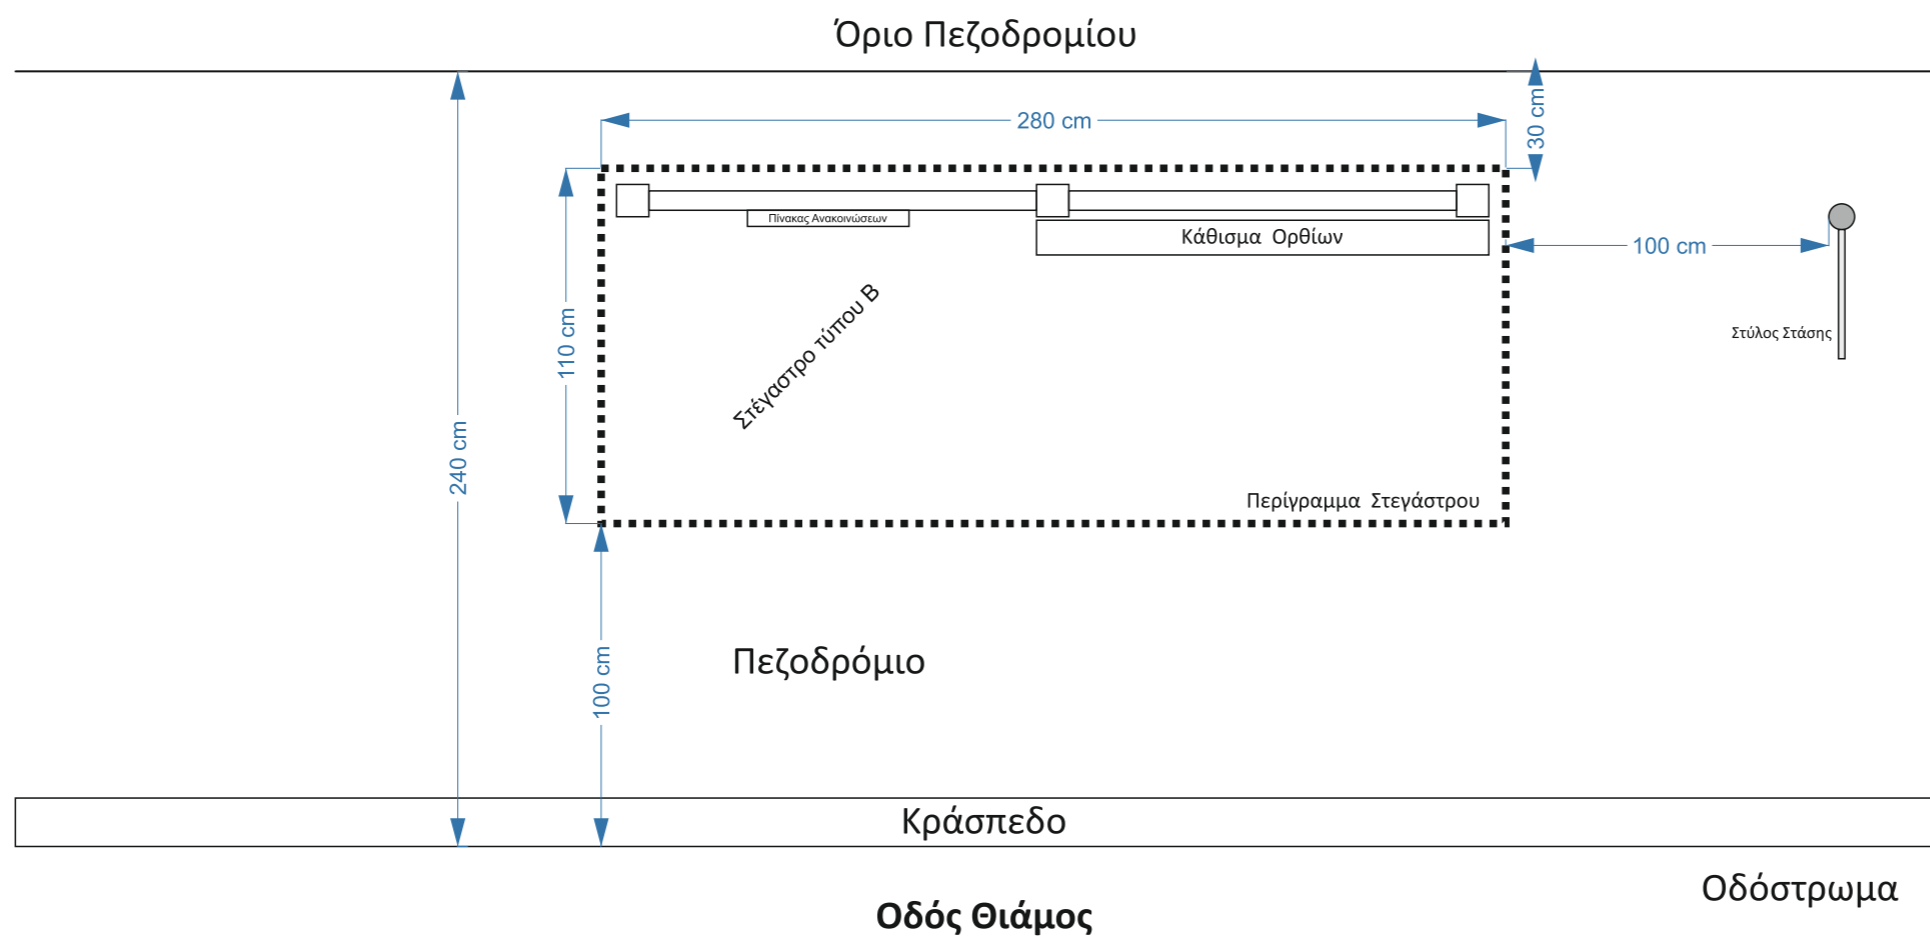 Όριο Πεζοδρομίου
280 cm
30 cm
Πίνακας Ανακοινώσεων
Κάθισμα Ορθίων
100 cm
Στύλος Στάσης
110 cm
Στέγαστρο τύπου Β
240 cm
Περίγραμμα Στεγάστρου
100 cm
Πεζοδρόμιο
Κράσπεδο
Οδόστρωμα
Οδός Θιάμος